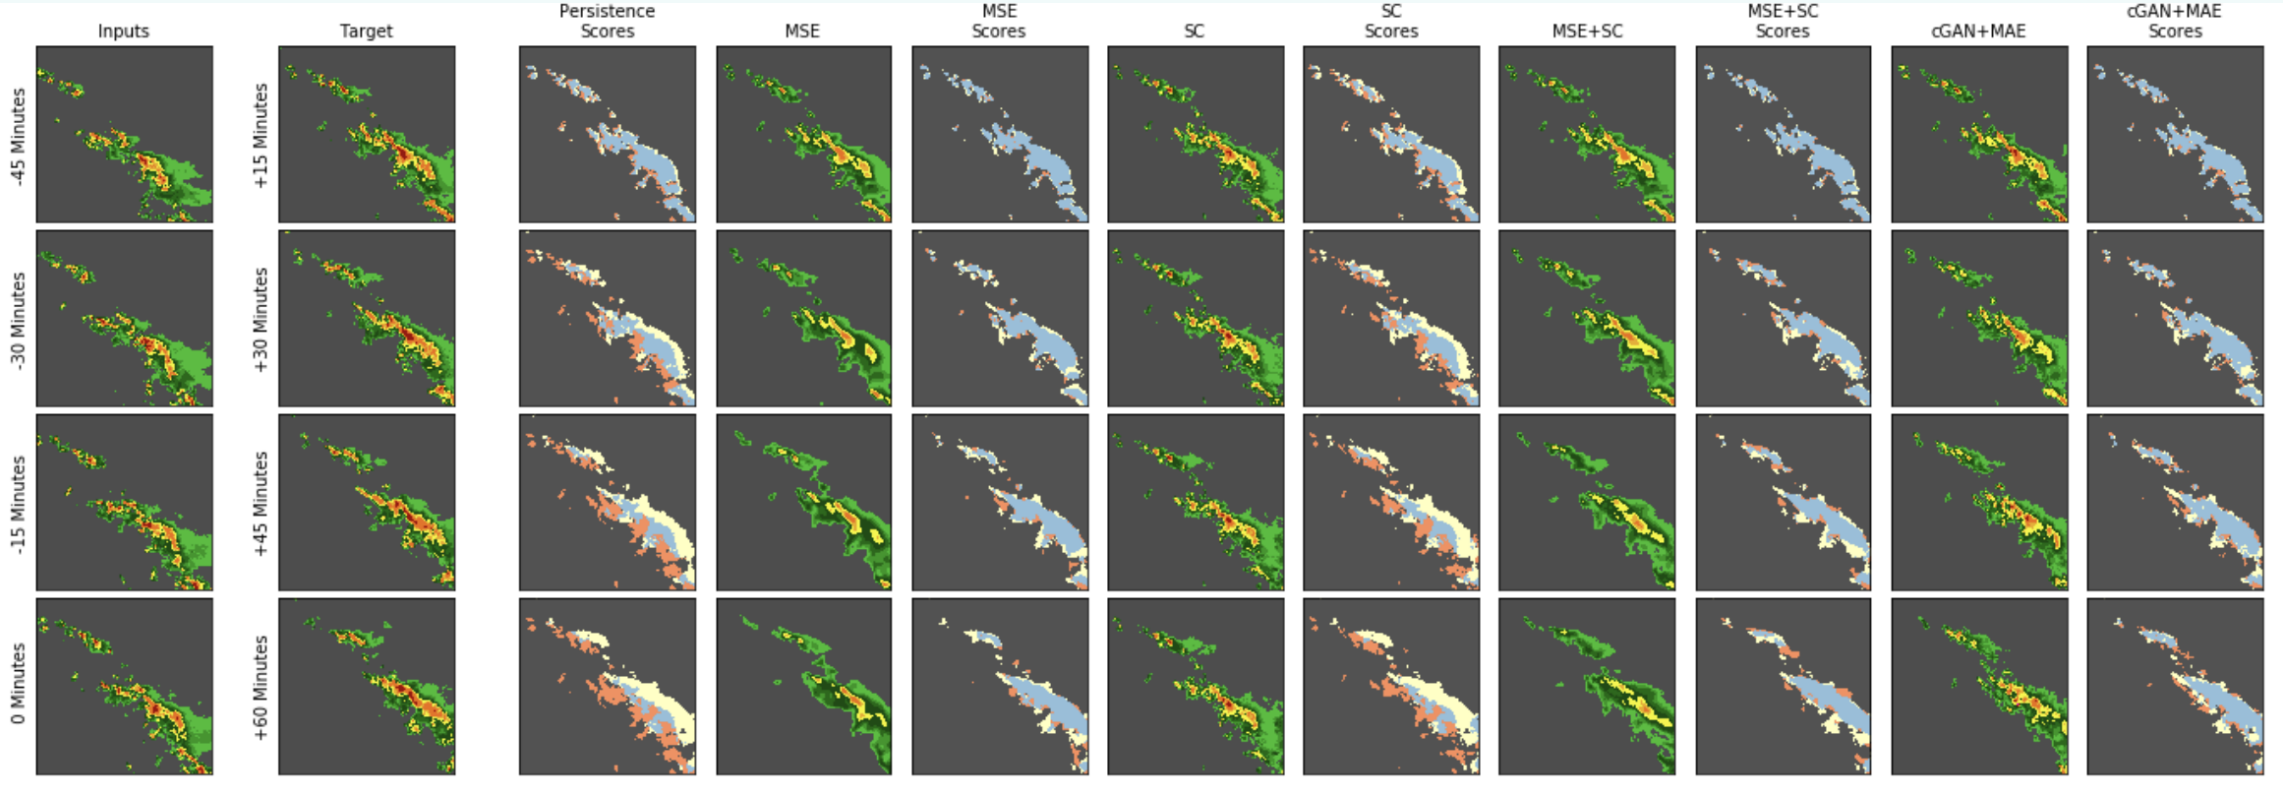 Inputs
Target
Persistence
Scores
MSE
MSE
Scores
SC
SC
Scores
MSE+SC
MSE+SC
Scores
cGAN+MAE
cGAN+MAE
Scores
-45 Minutes
+15 Minutes
-30 Minutes
+30 Minutes
-15 Minutes
+45 Minutes
0 Minutes
+60 Minutes